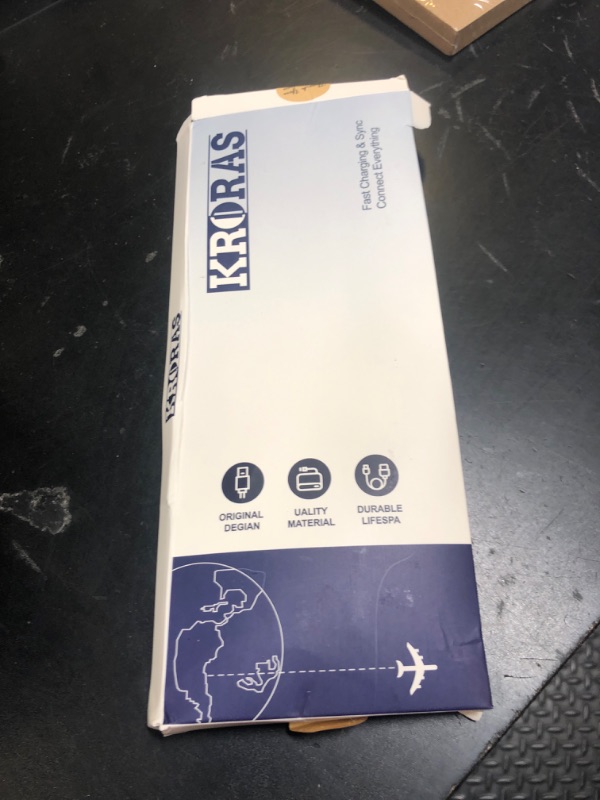 KRORAS
Fast Charging & Sync
Connect Everything
KRORAS
ORIGINAL
DEGIAN
UALITY
MATERIAL
DURABLE
LIFESPA